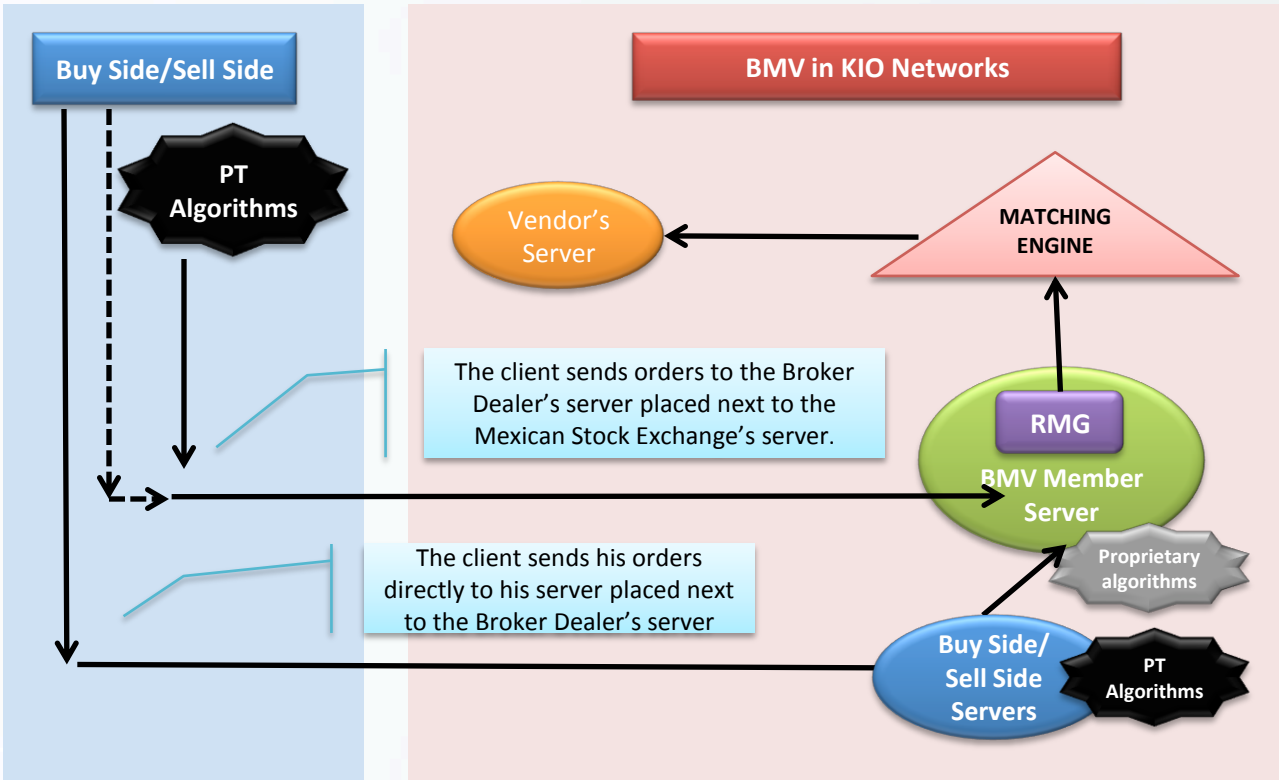 Buy Side/Sell Side
BMV in KIO Networks
PT
Algorithms
Vendor's
Server
MATCHING
ENGINE
The client sends orders to the Broker
Dealer's server placed next to the
Mexican Stock Exchange's server.
RMG
BMV Member
Server
Proprietary
algorithms
The client sends his orders
directly to his server placed next
to the Broker Dealer's server
Buy Side/
Sell Side
Servers
PT
Algorithms